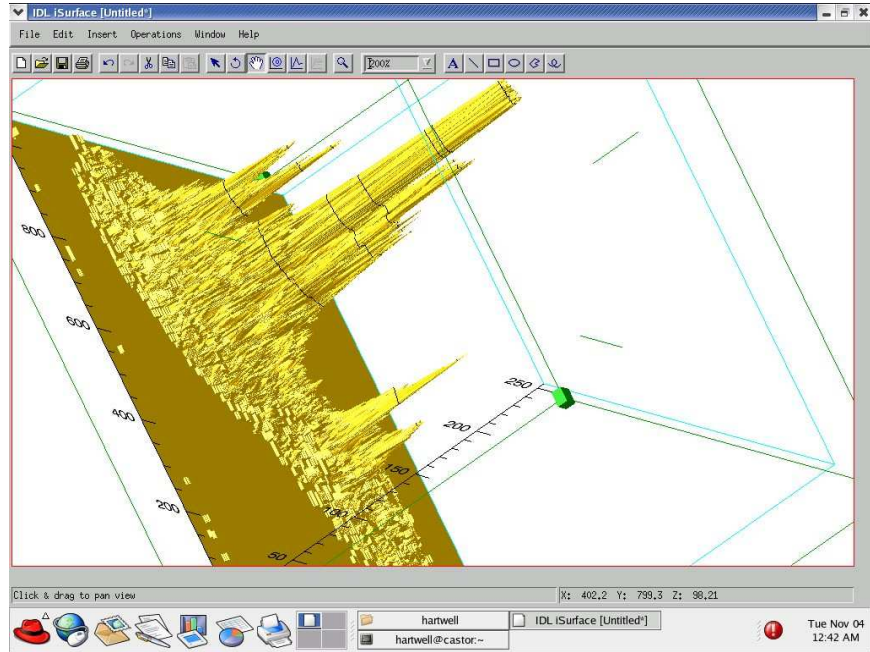 IDL iSurface [Untitled*]
File Edit Insert Operations Window Help
200% A
800
600
400
200
250
200
150
100
50
Click & drag to pan view X: 402.2 Y: 799.3 Z: 98.21
hartwell IDL iSurface [Untitled*]
hartwell@castor:~
Tue Nov 04
12:42 AM